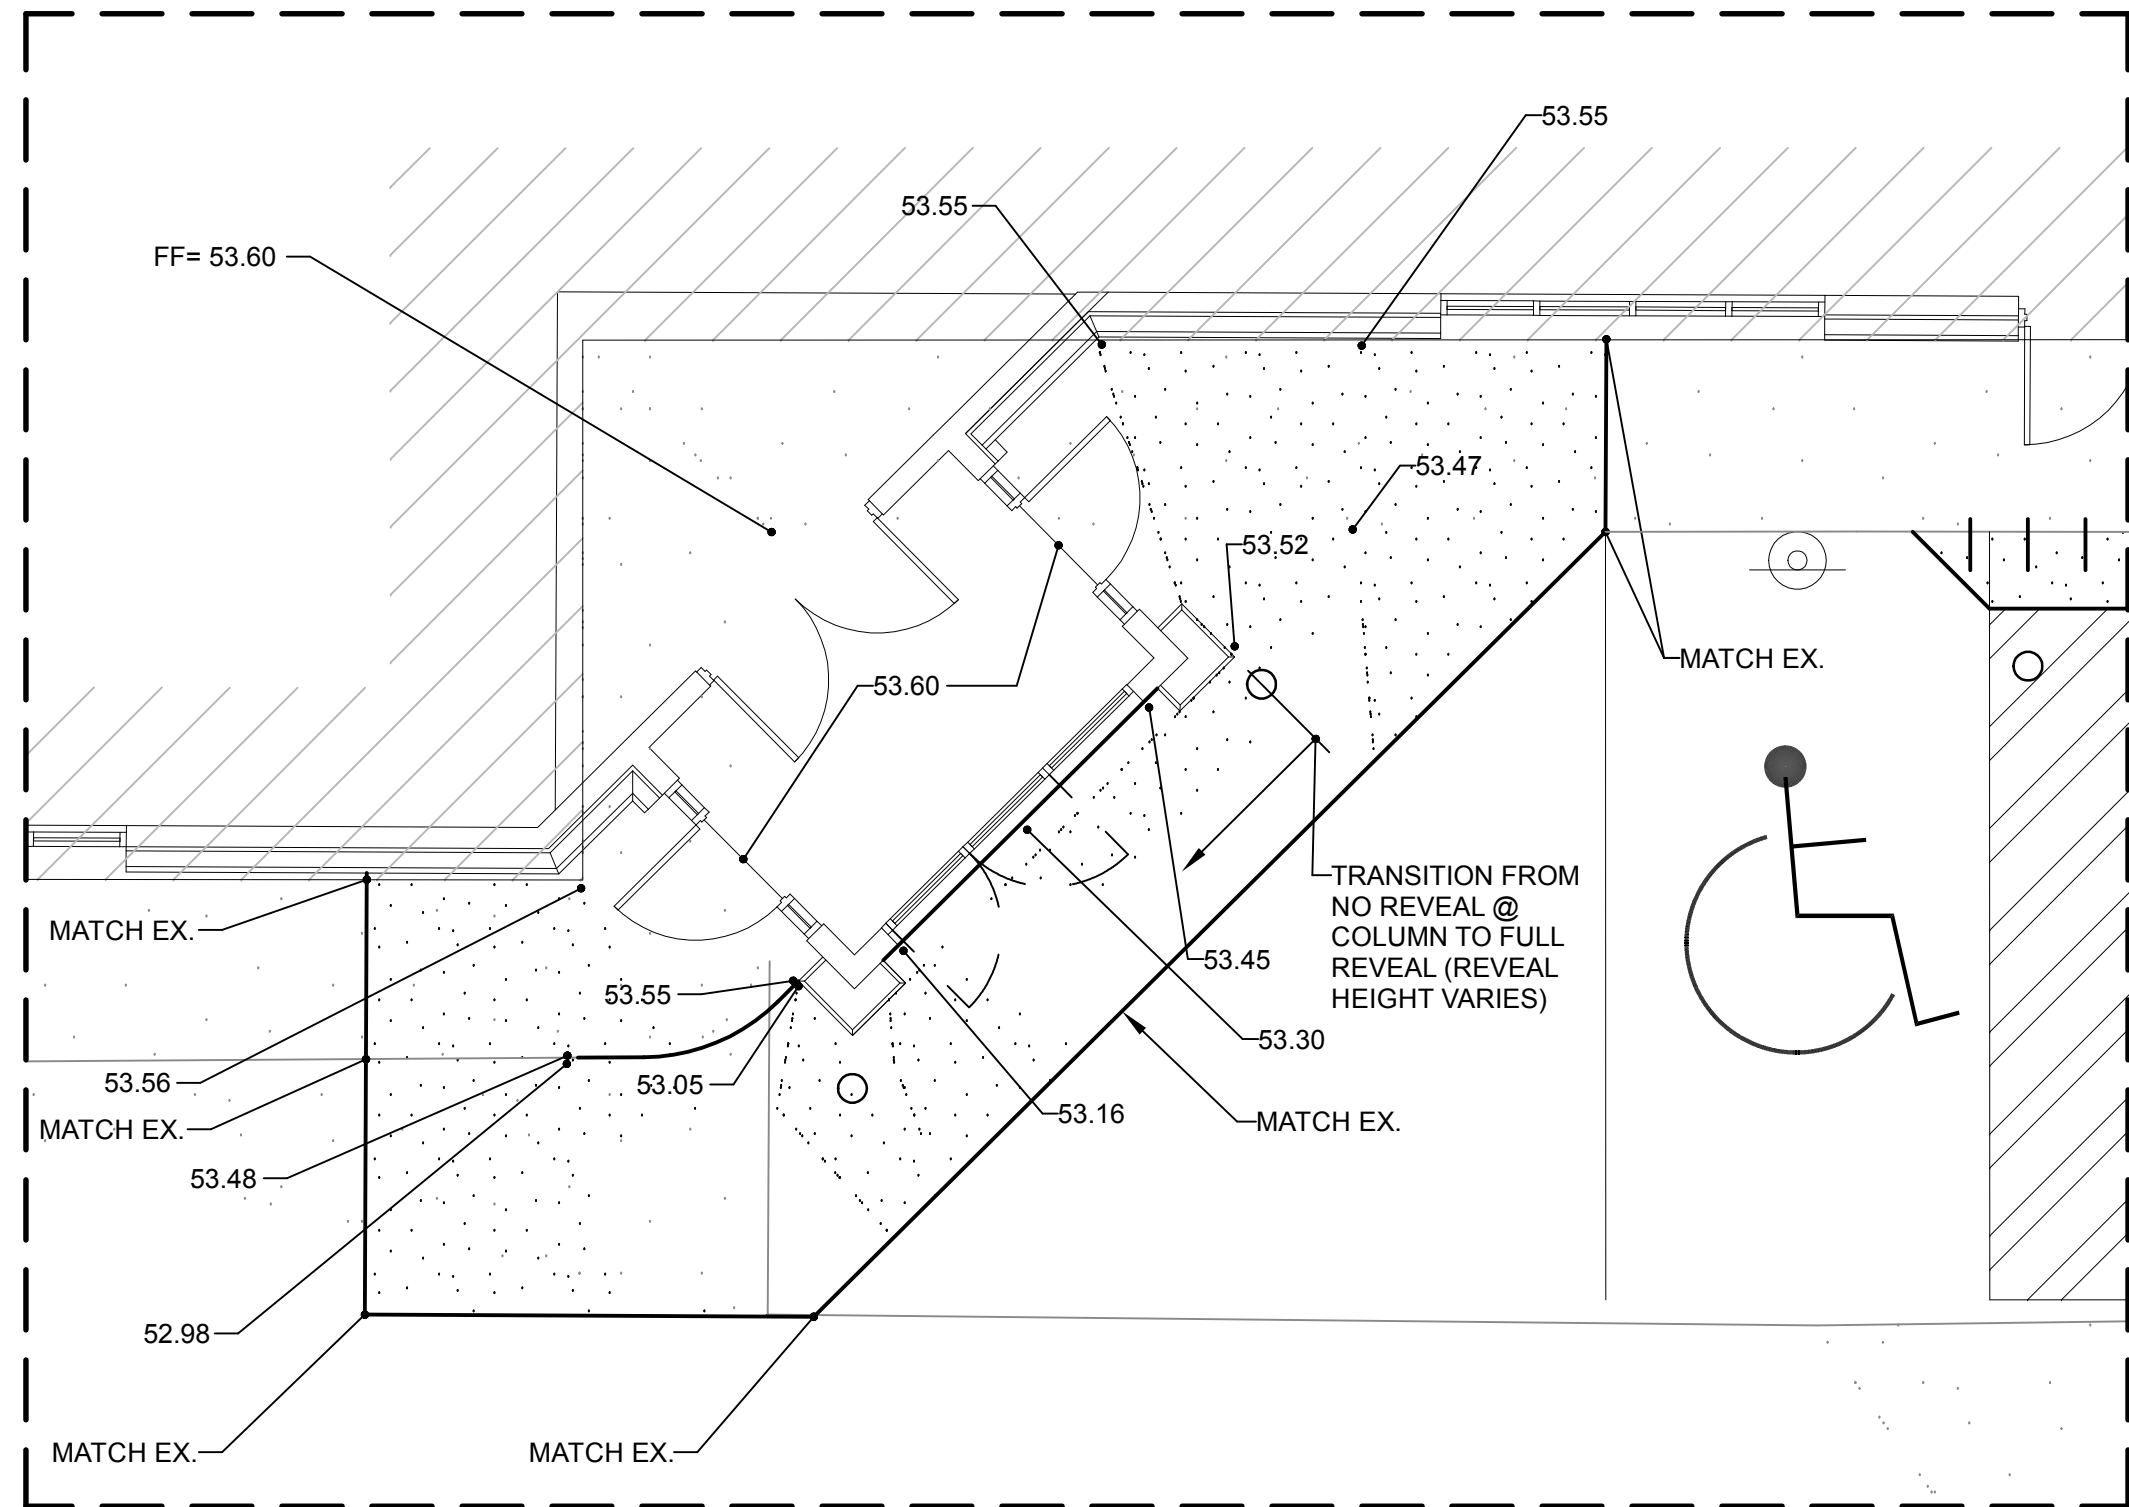 53.55
53.55
FF= 53.60
53.47
53.52
MATCH EX.
53.60
TRANSITION FROM
NO REVEAL @
COLUMN TO FULL
REVEAL (REVEAL
HEIGHT VARIES)
MATCH EX.
53.45
53.55
53.30
53.56
53.05
53.16
MATCH EX.
MATCH EX.
53.48
52.98
MATCH EX.
MATCH EX.